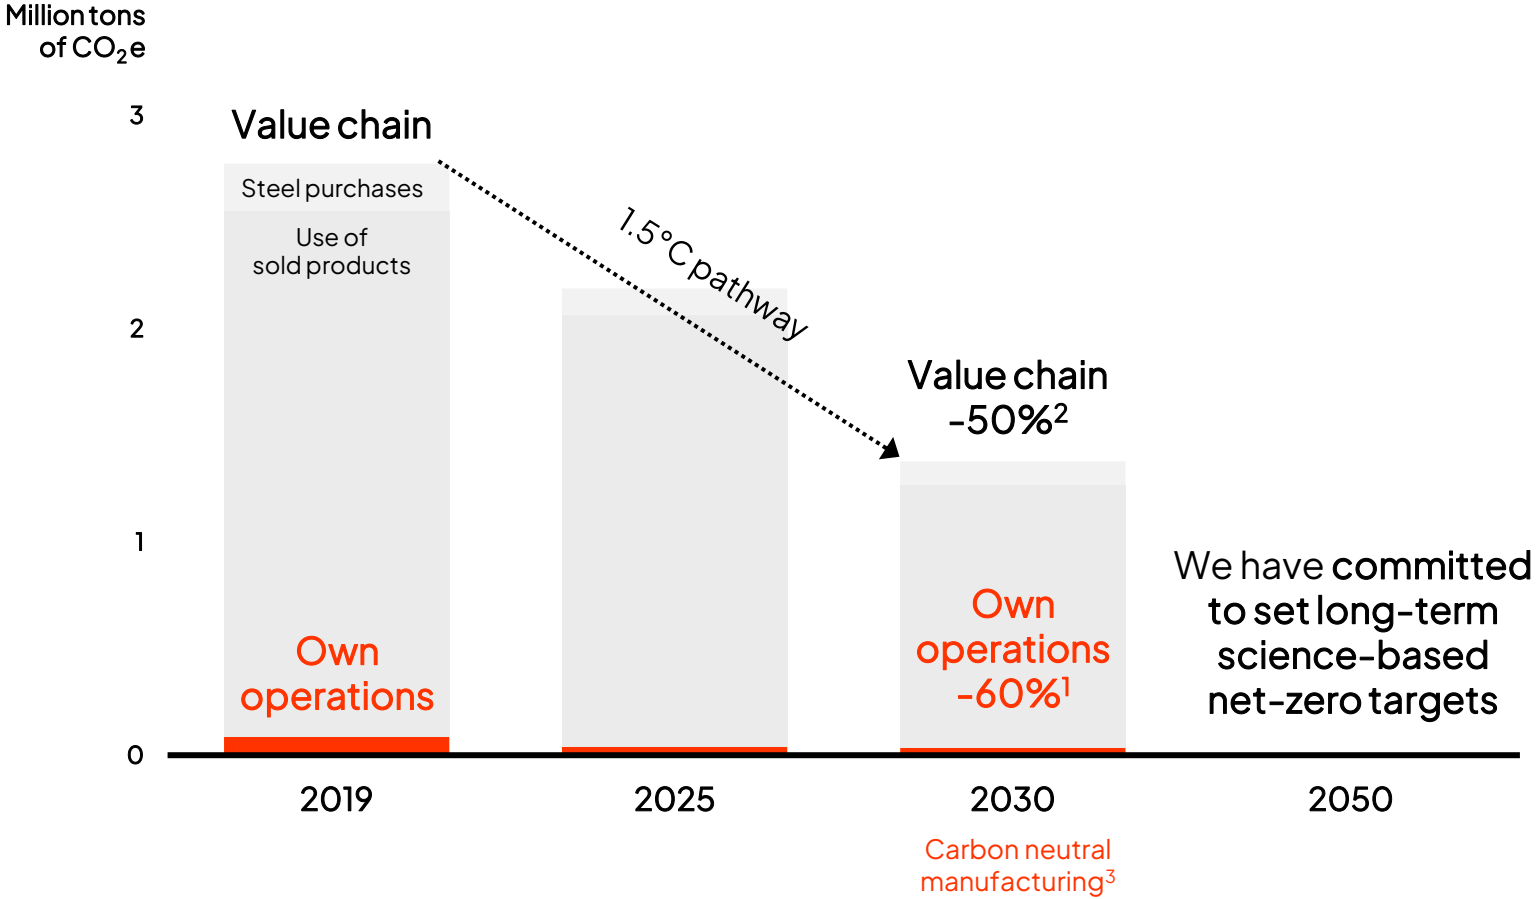 Million tons
of CO₂e
3
Value chain
Steel purchases
Use of
sold products
1.5°C pathway
2
Value chain
-50%²
1
We have committed
to set long-term
science-based
net-zero targets
Own
operations
Own
operations
-60%¹
0
2019
2025
2030
2050
Carbon neutral
manufacturing³